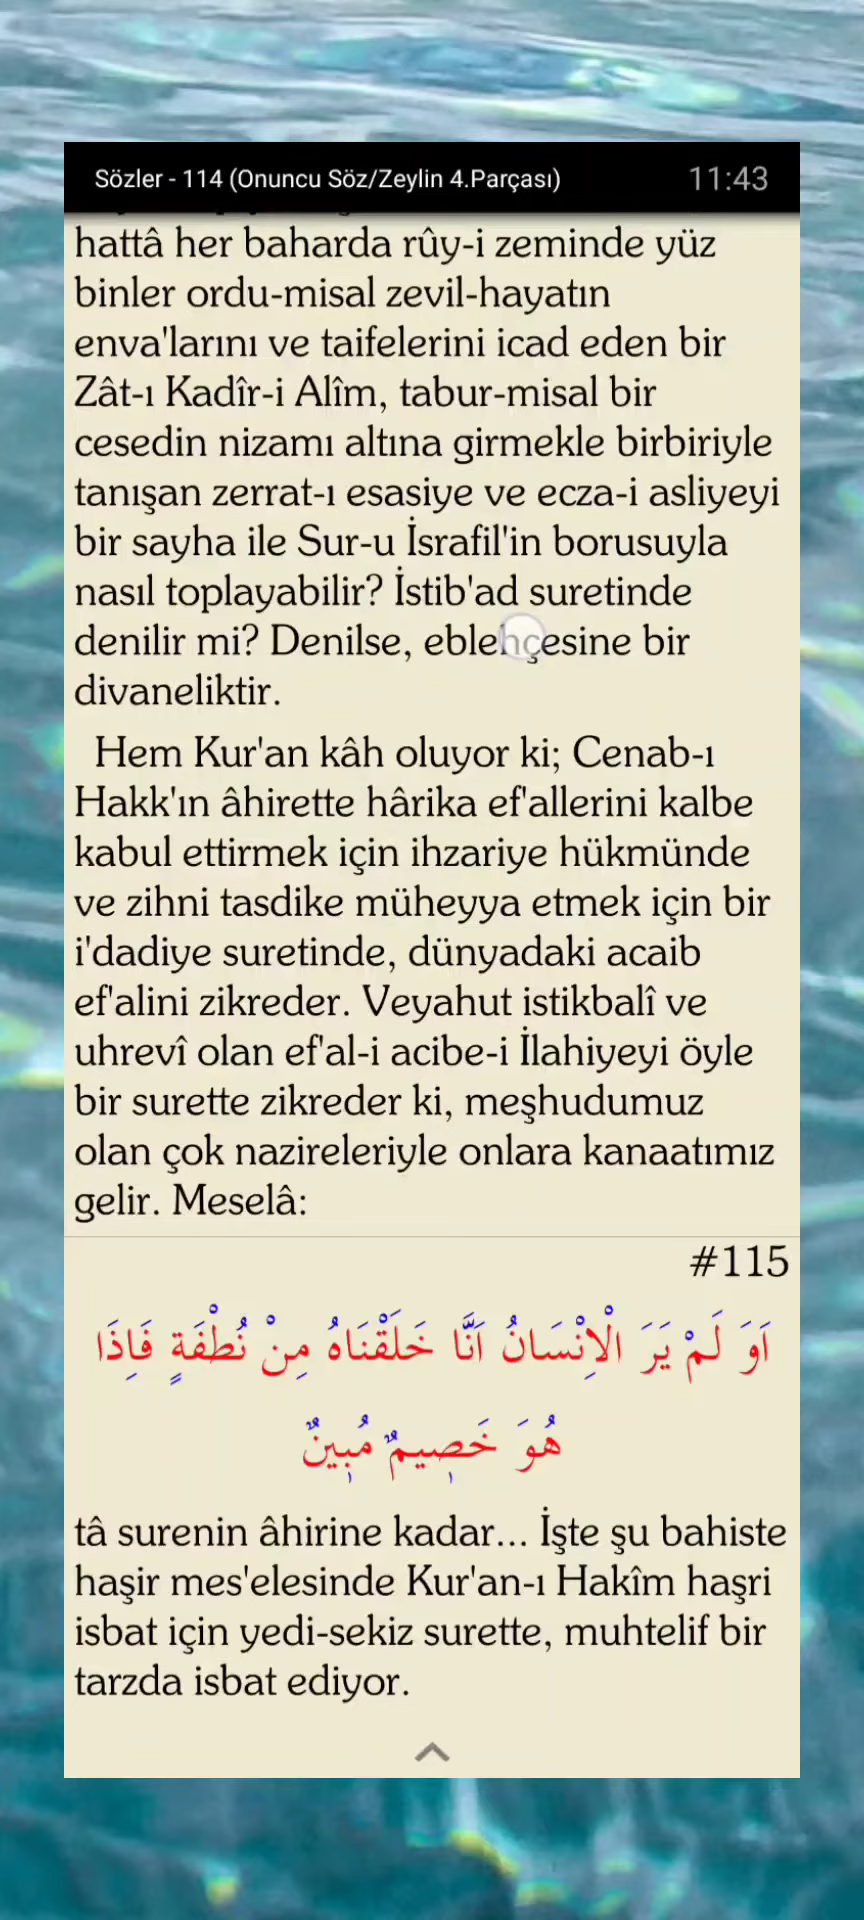 Sözler - 114 (Onuncu Söz/Zeylin 4.Parçası) 11:43
hattâ her baharda rûy-i zeminde yüz
binler ordu-misal zevil-hayatın
enva'larını ve taifelerini icad eden bir
Zât-ı Kadîr-i Alîm, tabur-misal bir
cesedin nizamı altına girmekle birbiriyle
tanışan zerrat-ı esasiye ve ecza-i asliyeyi
bir sayha ile Sur-u İsrafil'in borusuyla
nasıl toplayabilir? İstib'ad suretinde
denilir mi? Denilse, eblehçesine bir
divaneliktir.
Hem Kur'an kâh oluyor ki; Cenab-ı
Hakk'ın âhirette hârika ef'allerini kalbe
kabul ettirmek için ihzariye hükmünde
ve zihni tasdike müheyya etmek için bir
i'dadiye suretinde, dünyadaki acaib
ef'alini zikreder. Veyahut istikbalî ve
uhrevî olan ef'al-i acibe-i İlahiyeyi öyle
bir surette zikreder ki, meşhudumuz
olan çok nazireleriyle onlara kanaatımız
gelir. Meselâ:
#115
اَوَ لَمْ يَرَ الْاِنْسَانُ اَنَّا خَلَقْنَاهُ مِنْ نُطْفَةٍ فَاِذَا
هُوَ خَصٖيمٌ مُبٖينٌ
tâ surenin âhirine kadar... İşte şu bahiste
haşir mes'elesinde Kur'an-ı Hakîm haşri
isbat için yedi-sekiz surette, muhtelif bir
tarzda isbat ediyor.